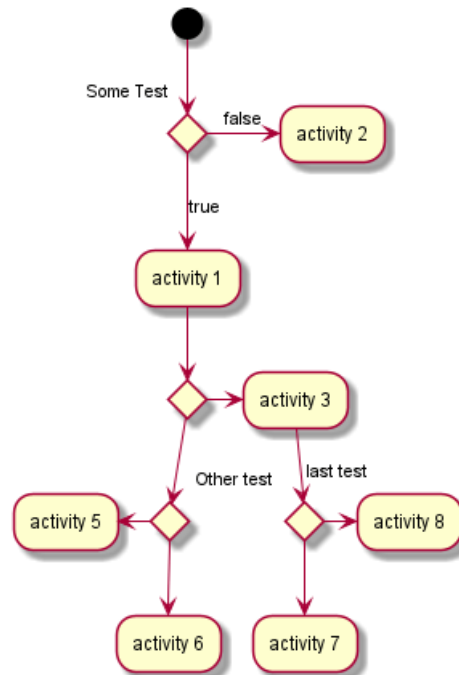 Some Test
false
activity 2
true
activity 1
activity 3
Other test
last test
activity 5
activity 8
activity 6
activity 7